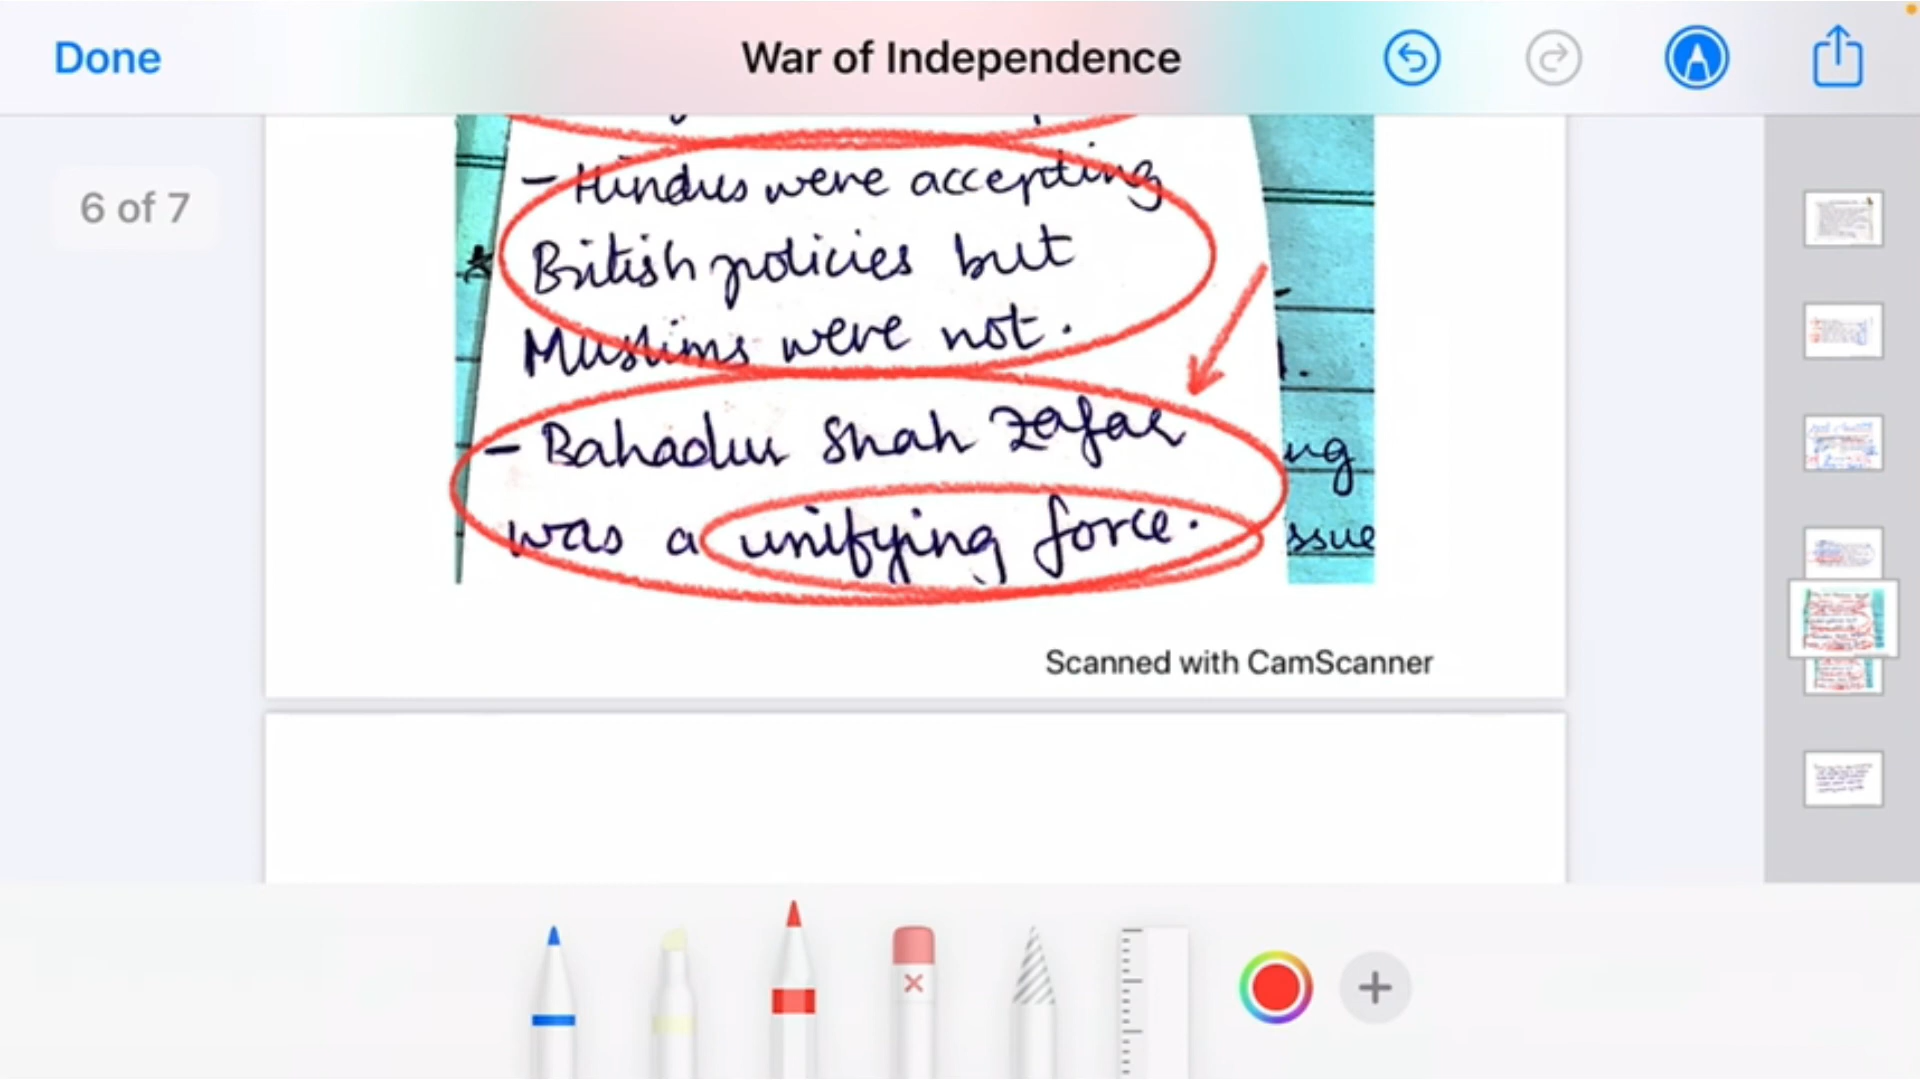 Done
War of Independence
6 of 7
- Hindus were accepting
British policies but
Muslims were not.
- Bahadur Shah Zafar
was a unifying force.
ug
ssue
Scanned with CamScanner